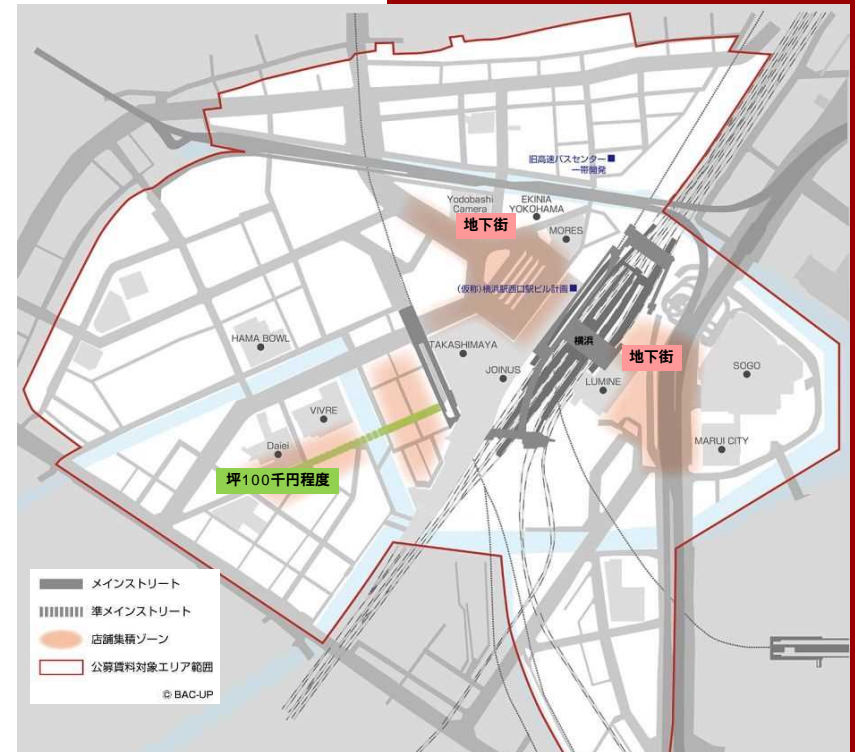 旧高速バスセンター■
一帯開発
Yodobashi
Camera
EKINIA
YOKOHAMA
地下街
MORES
(仮称)横浜駅西口駅ビル計画■
HAMA BOWL
TAKASHIMAYA
横浜
地下街
JOINUS
LUMINE
SOGO
VIVRE
Daiei
MARUI CITY
坪100千円程度
メインストリート
準メインストリート
店舗集積ゾーン
公募賃料対象エリア範囲
© BAC-UP